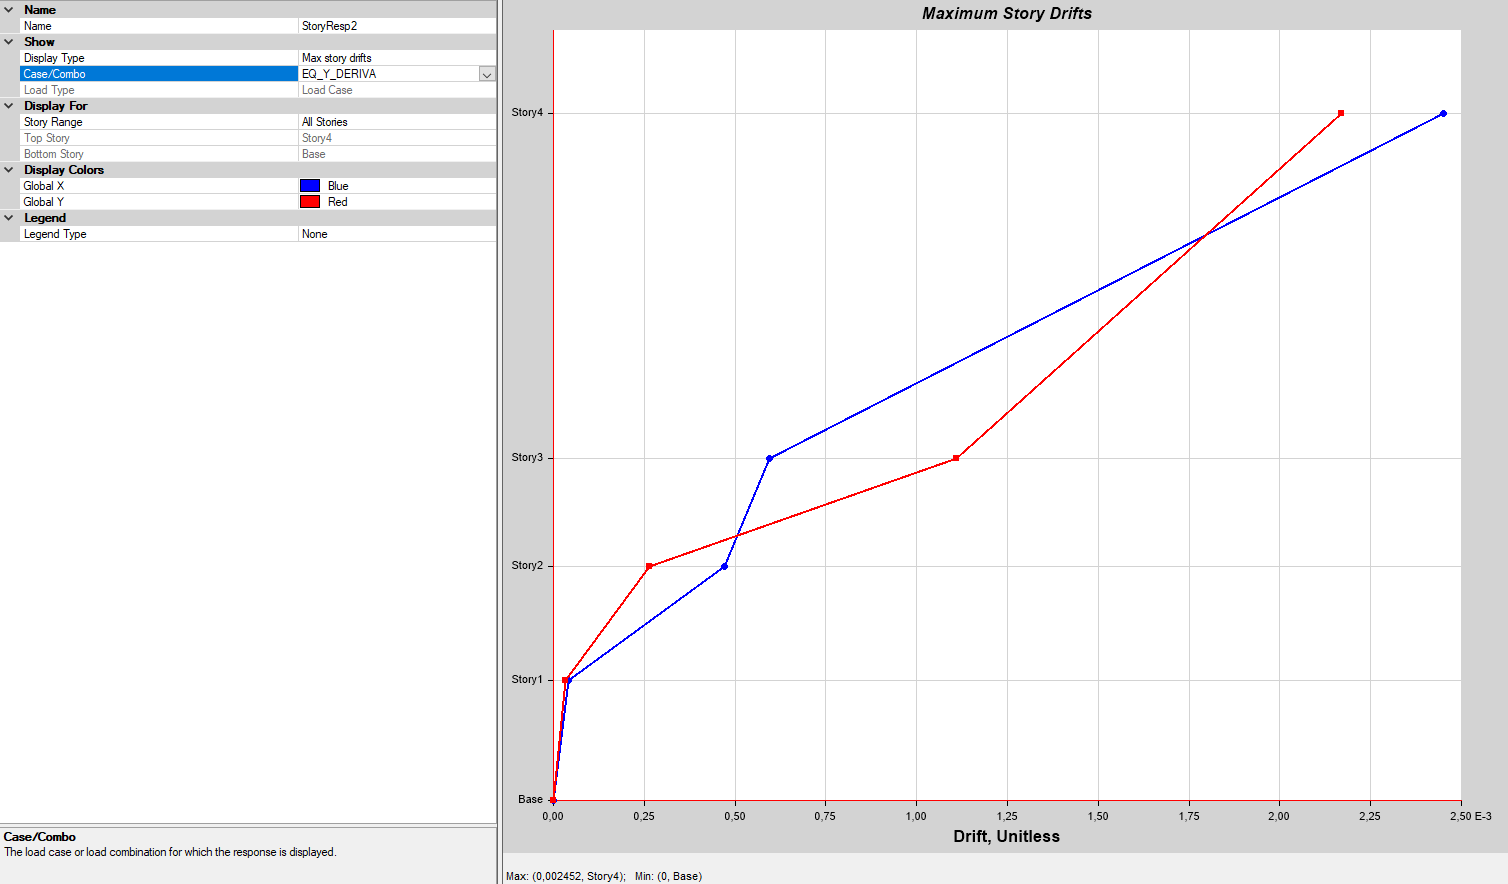 Name
Name StoryResp2
Show
Display Type Max story drifts
Case/Combo EQ_Y_DERIVA
Load Type Load Case
Display For
Story Range All Stories
Top Story Story4
Bottom Story Base
Display Colors
Global X Blue
Global Y Red
Legend
Legend Type None
Case/Combo
The load case or load combination for which the response is displayed.
Maximum Story Drifts
Story4
Story3
Story2
Story1
Base
0,00 0,25 0,50 0,75 1,00 1,25 1,50 1,75 2,00 2,25 2,50 E-3
Drift, Unitless
Max: (0,002452, Story4); Min: (0, Base)